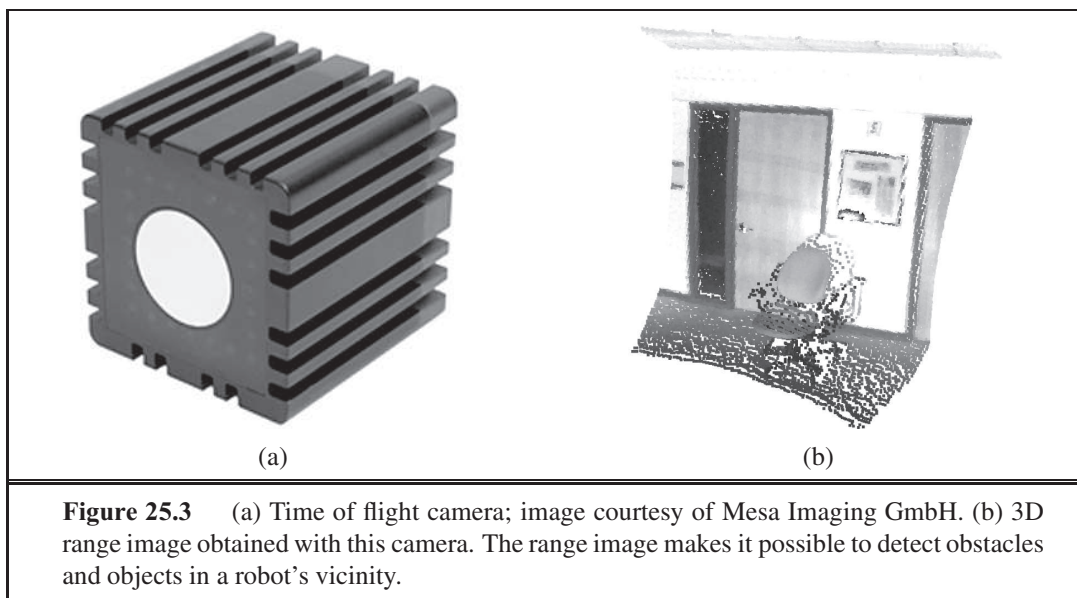 (a)
(b)
Figure 25.3 (a) Time of flight camera; image courtesy of Mesa Imaging GmbH. (b) 3D
range image obtained with this camera. The range image makes it possible to detect obstacles
and objects in a robot's vicinity.